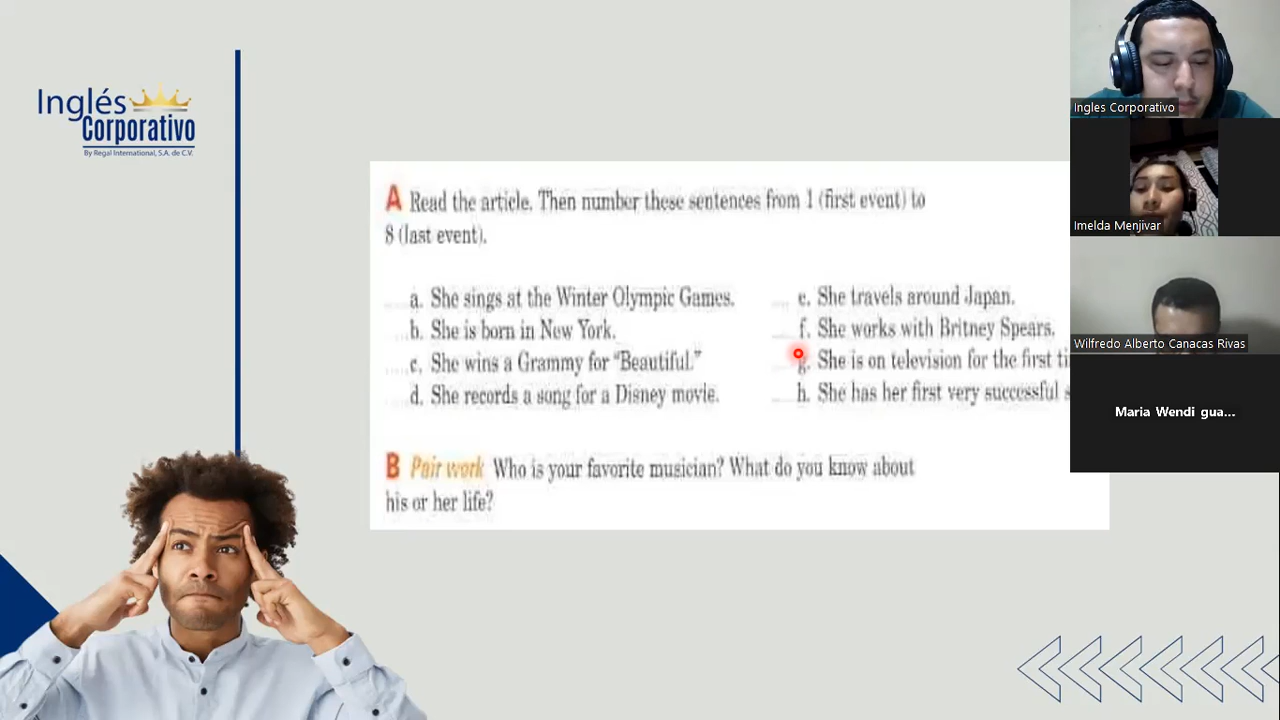 Inglés
Corporativo
By Regal International, S.A. de C.V.
A Read the article. Then number these sentences from 1 (first event) to
8 (last event).
a. She sings at the Winter Olympic Games.
b. She is born in New York.
c. She wins a Grammy for “Beautiful.”
d. She records a song for a Disney movie.
e. She travels around Japan.
f. She works with Britney Spears.
g. She is on television for the first ti
h. She has her first very successful s
B Pair work Who is your favorite musician? What do you know about
his or her life?
Ingles Corporativo
Imelda Menjivar
Wilfredo Alberto Canacas Rivas
Maria Wendi gua...